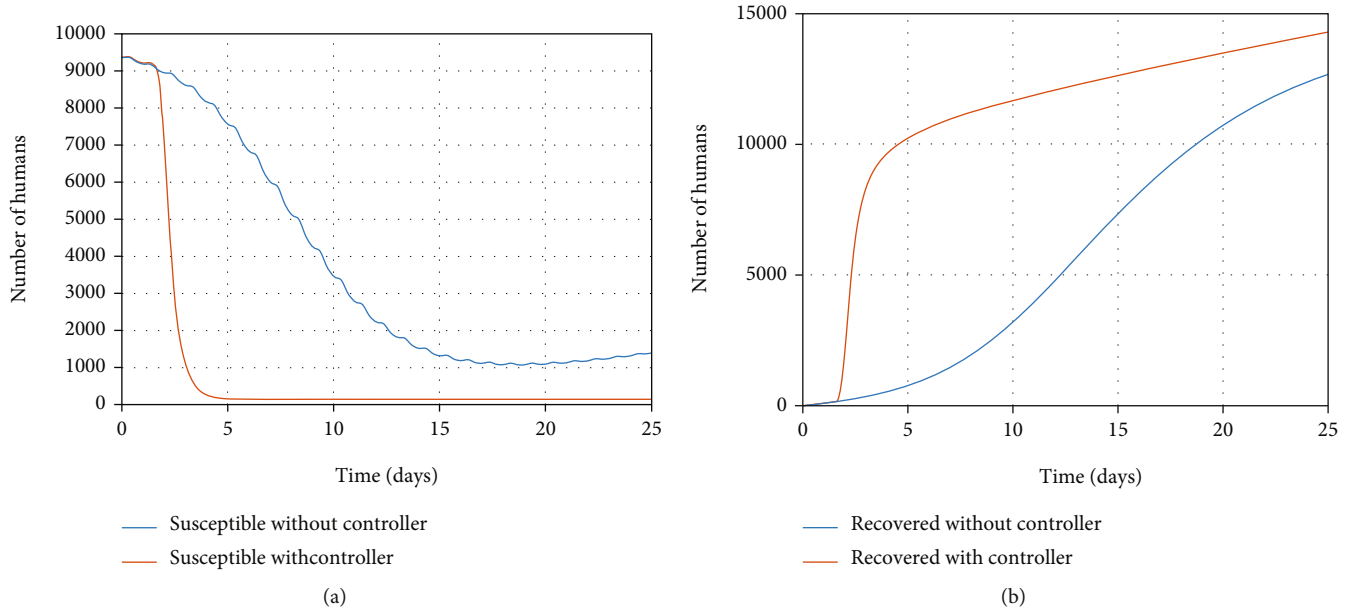 10000
9000
8000
7000
6000
5000
4000
3000
2000
1000
0
Number of humans
0 5 10 15 20 25
Time (days)
Susceptible without controller
Susceptible withcontroller
(a)
15000
10000
5000
0
Number of humans
0 5 10 15 20 25
Time (days)
Recovered without controller
Recovered with controller
(b)